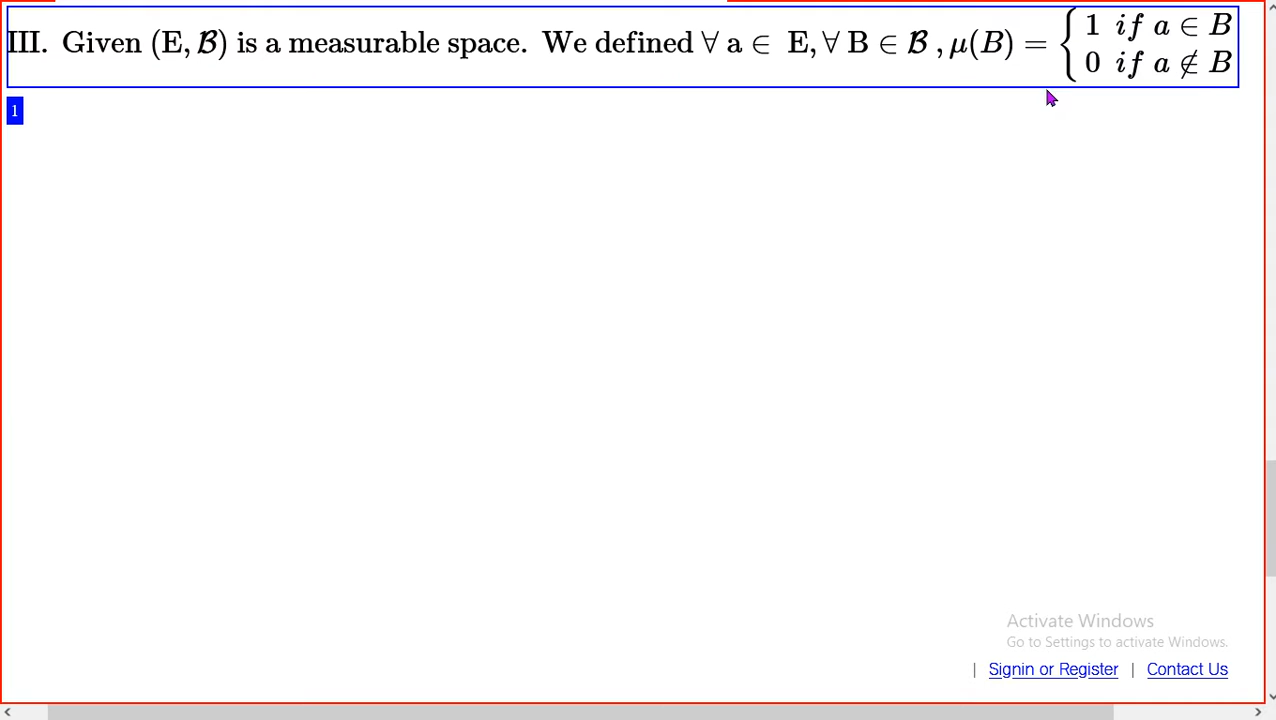 III. Given (E, ℬ) is a measurable space. We defined ∀ a ∈ E, ∀ B ∈ ℬ , μ(B) = { 1 if a ∈ B
0 if a ∉ B
1
Activate Windows
Go to Settings to activate Windows.
| Signin or Register | Contact Us